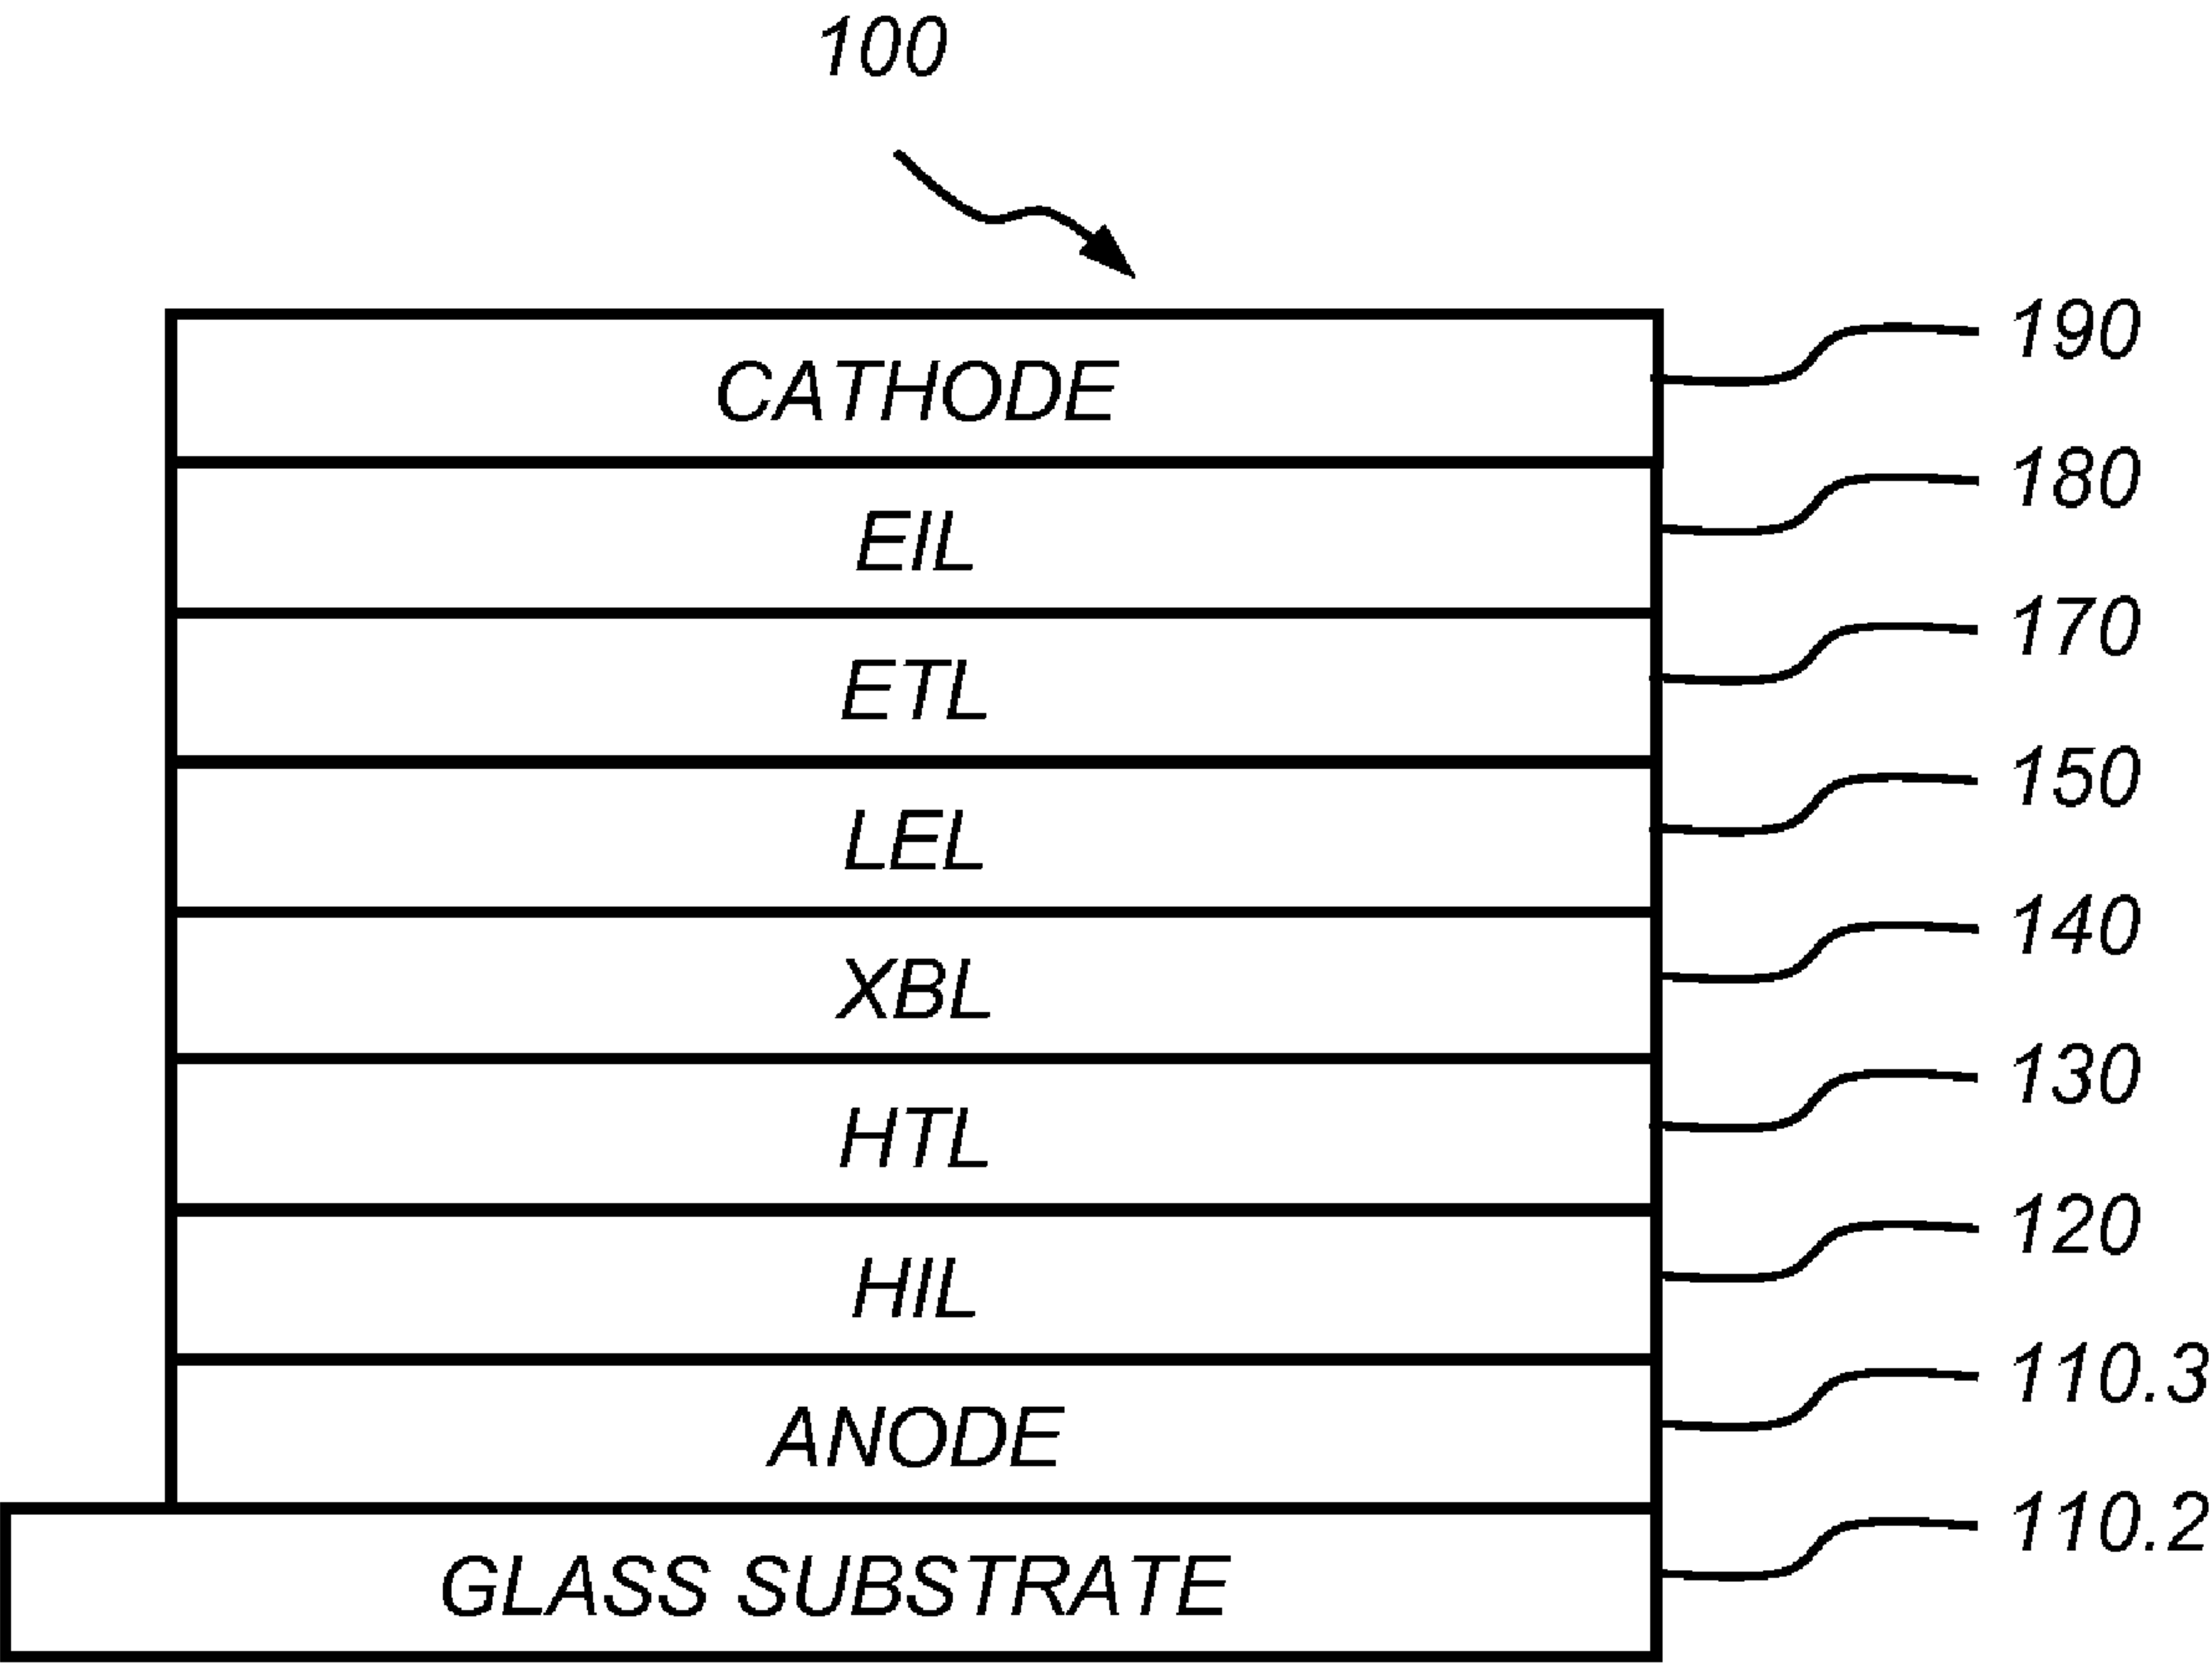 100
CATHODE 190
EIL 180
ETL 170
LEL 150
XBL 140
HTL 130
HIL 120
ANODE 110.3
GLASS SUBSTRATE 110.2